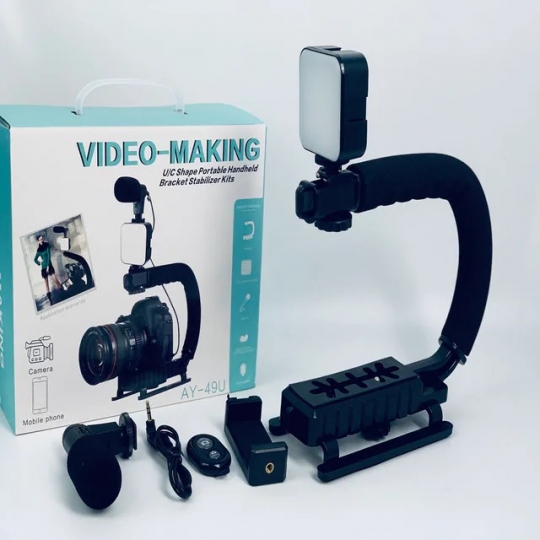 VIDEO-MAKING
U/C Shape Portable Handheld
Bracket Stabilizer Kits
Camera
Mobile phone
AY-49U